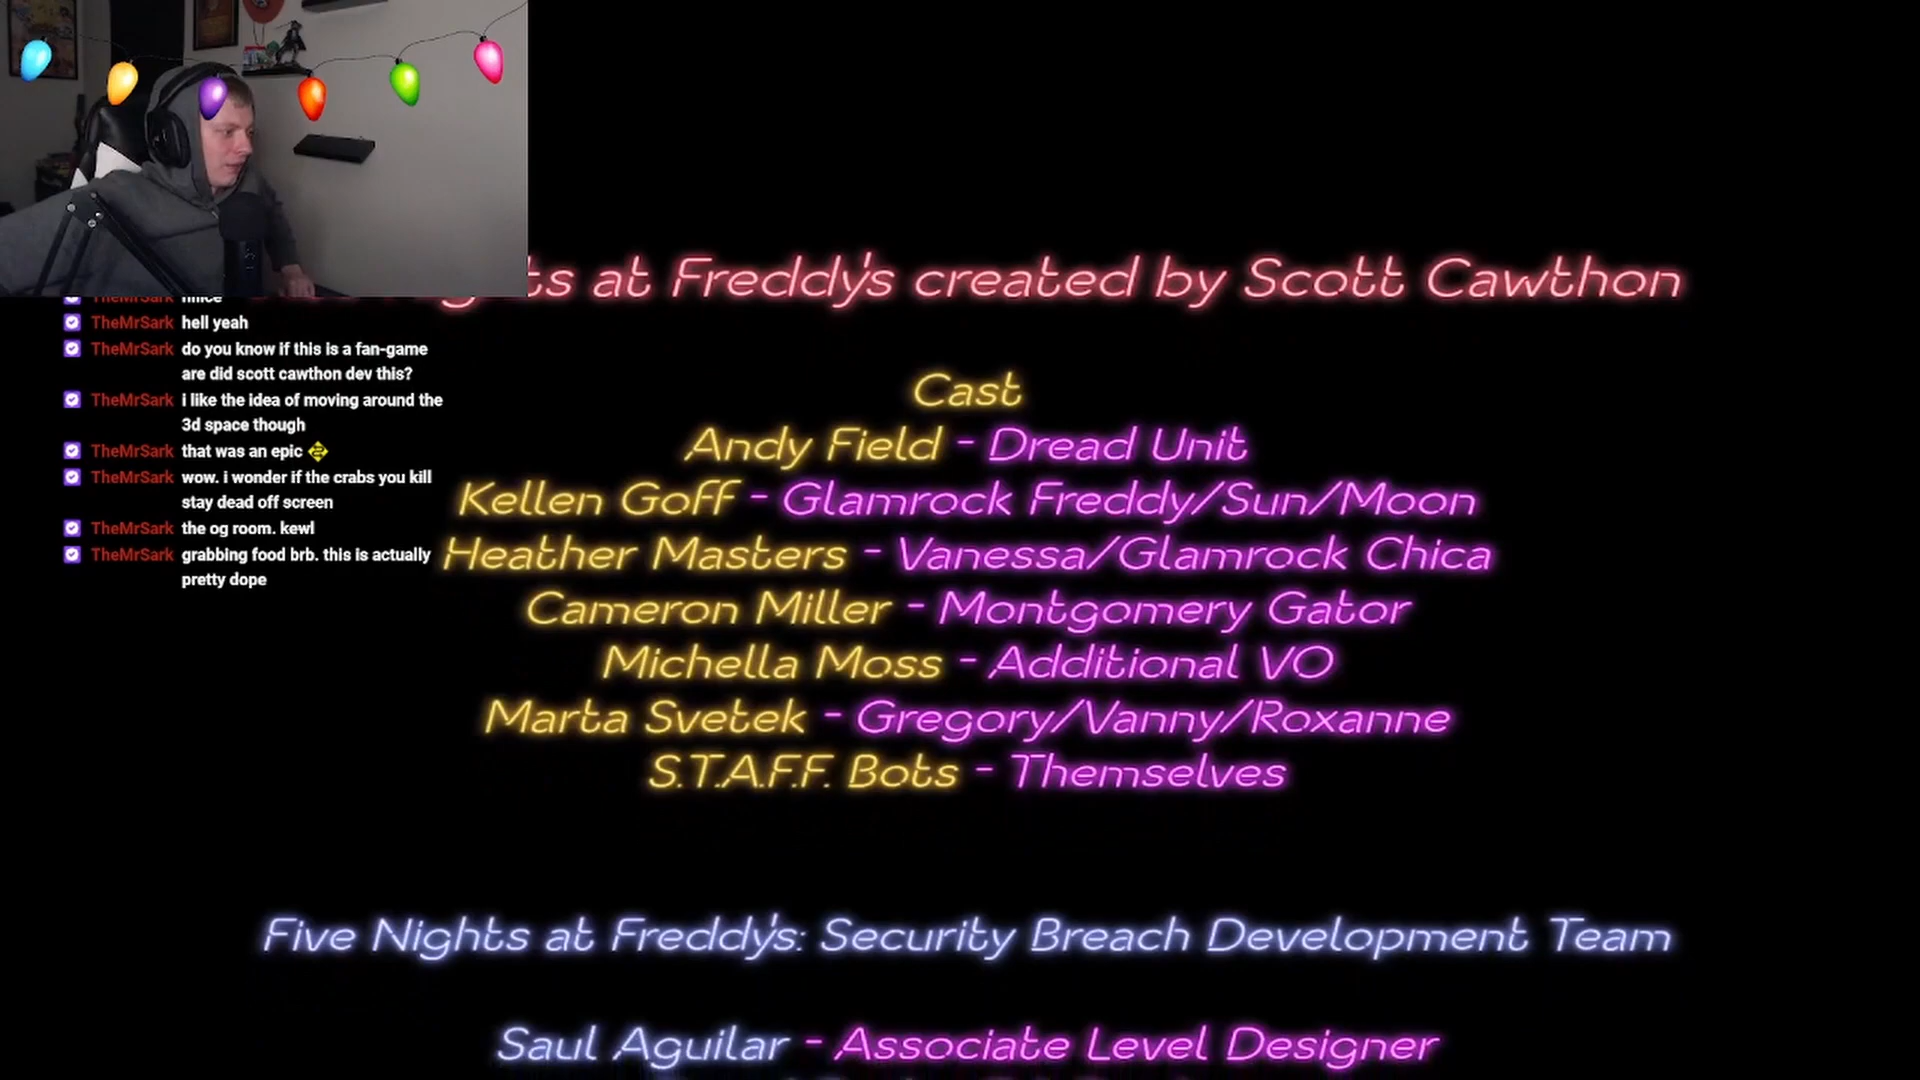 ts at Freddy's created by Scott Cawthon
TheMrSark
TheMrSark hell yeah
TheMrSark do you know if this is a fan-game
are did scott cawthon dev this?
TheMrSark i like the idea of moving around the
3d space though
TheMrSark that was an epic
TheMrSark wow. i wonder if the crabs you kill
stay dead off screen
TheMrSark the og room. kewl
TheMrSark grabbing food brb. this is actually
pretty dope
Cast
Andy Field - Dread Unit
Kellen Goff - Glamrock Freddy/Sun/Moon
Heather Masters - Vanessa/Glamrock Chica
Cameron Miller - Montgomery Gator
Michella Moss - Additional VO
Marta Svetek - Gregory/Vanny/Roxanne
S.T.A.F.F. Bots - Themselves
Five Nights at Freddy's: Security Breach Development Team
Saul Aguilar - Associate Level Designer